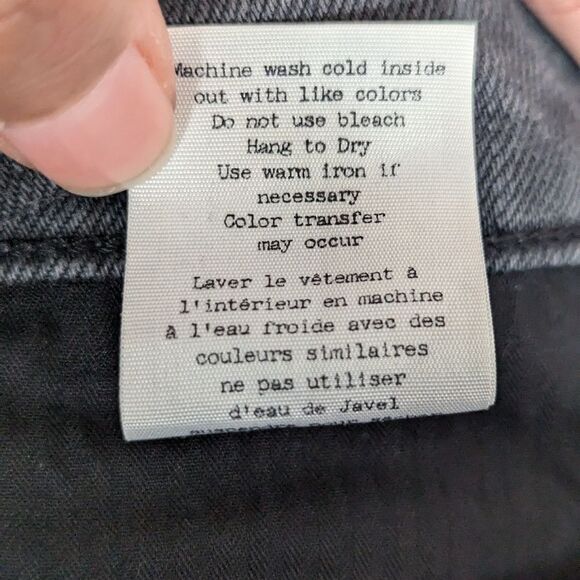 Machine wash cold inside
out with like colors
Do not use bleach
Hang to Dry
Use warm iron if
necessary
Color transfer
may occur
Laver le vêtement à
l'intérieur en machine
à l'eau froide avec des
couleurs similaires
ne pas utiliser
d'eau de Javel